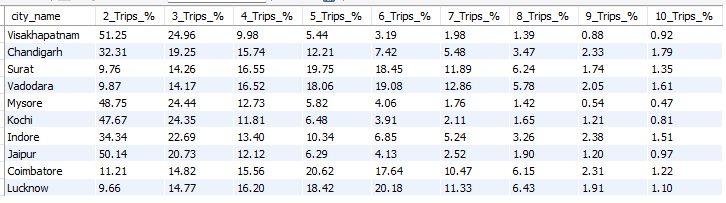 city_name 2_Trips_% 3_Trips_% 4_Trips_% 5_Trips_% 6_Trips_% 7_Trips_% 8_Trips_% 9_Trips_% 10_Trips_%
Visakhapatnam 51.25 24.96 9.98 5.44 3.19 1.98 1.39 0.88 0.92
Chandigarh 32.31 19.25 15.74 12.21 7.42 5.48 3.47 2.33 1.79
Surat 9.76 14.26 16.55 19.75 18.45 11.89 6.24 1.74 1.35
Vadodara 9.87 14.17 16.52 18.06 19.08 12.86 5.78 2.05 1.61
Mysore 48.75 24.44 12.73 5.82 4.06 1.76 1.42 0.54 0.47
Kochi 47.67 24.35 11.81 6.48 3.91 2.11 1.65 1.21 0.81
Indore 34.34 22.69 13.40 10.34 6.85 5.24 3.26 2.38 1.51
Jaipur 50.14 20.73 12.12 6.29 4.13 2.52 1.90 1.20 0.97
Coimbatore 11.21 14.82 15.56 20.62 17.64 10.47 6.15 2.31 1.22
Lucknow 9.66 14.77 16.20 18.42 20.18 11.33 6.43 1.91 1.10